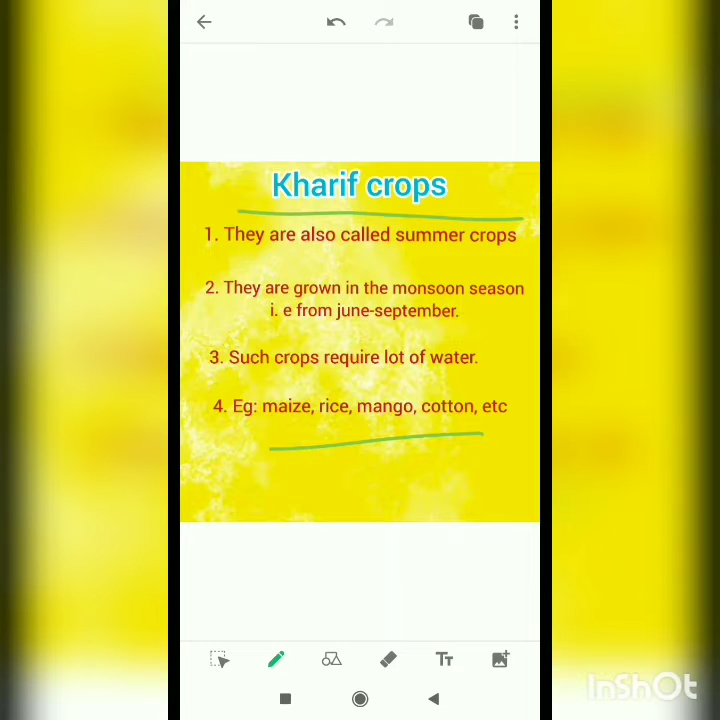 Kharif crops
1. They are also called summer crops
2. They are grown in the monsoon season
i. e from june-september.
3. Such crops require lot of water.
4. Eg: maize, rice, mango, cotton, etc
TT
InShOt